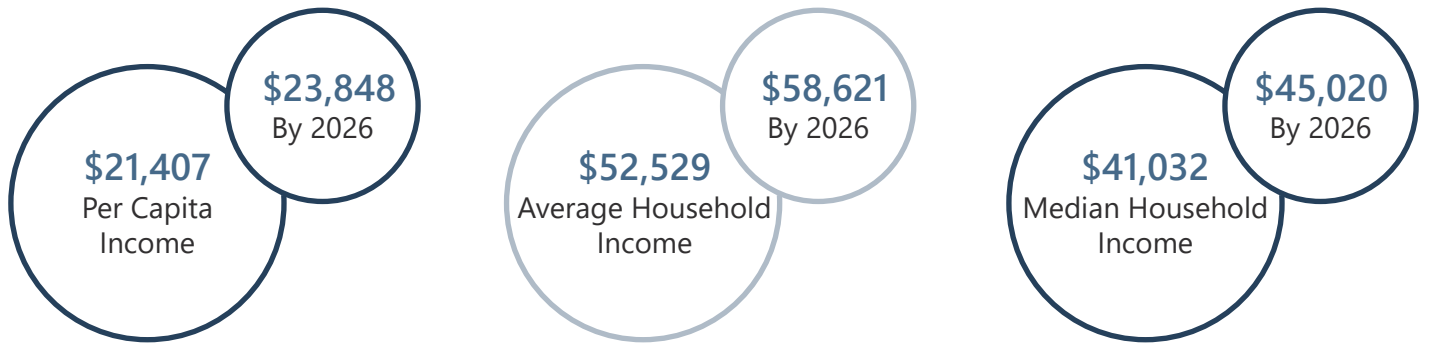 $23,848
By 2026
$21,407
Per Capita
Income
$58,621
By 2026
$52,529
Average Household
Income
$45,020
By 2026
$41,032
Median Household
Income